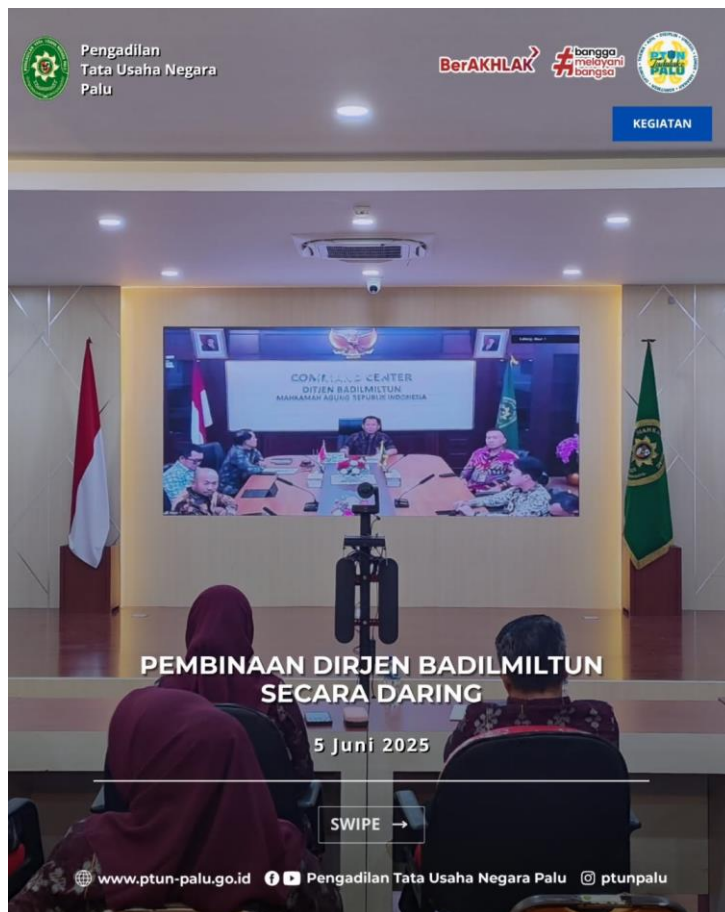 Pengadilan
Tata Usaha Negara
Palu
BerAKHLAK
#bangga
melayani
bangsa
PTUN
PALU
KEGIATAN
COMMAND CENTER
DITJEN BADILMILTUN
MAHKAMAH AGUNG REPUBLIK INDONESIA
PEMBINAAN DIRJEN BADILMILTUN
SECARA DARING
5 Juni 2025
SWIPE →
www.ptun-palu.go.id Pengadilan Tata Usaha Negara Palu ptunpalu